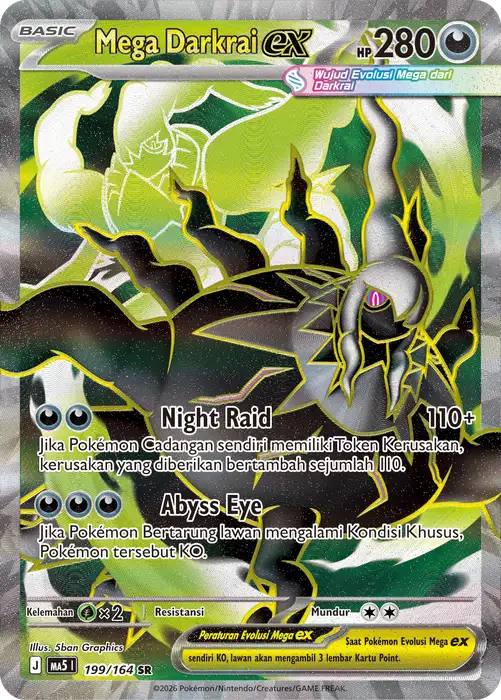 BASIC
Mega Darkrai ex HP 280
Wujud Evolusi Mega dari
Darkrai
Night Raid 110+
Jika Pokémon Cadangan sendiri memiliki Token Kerusakan,
kerusakan yang diberikan bertambah sejumlah 110.
Abyss Eye
Jika Pokémon Bertarung lawan mengalami Kondisi Khusus,
Pokémon tersebut KO.
Kelemahan ×2 Resistansi Mundur
Illus. 5ban Graphics
Peraturan Evolusi Mega ex Saat Pokémon Evolusi Mega ex
sendiri KO, lawan akan mengambil 3 lembar Kartu Point.
J MA5 I 199/164 SR
©2026 Pokémon/Nintendo/Creatures/GAME FREAK.